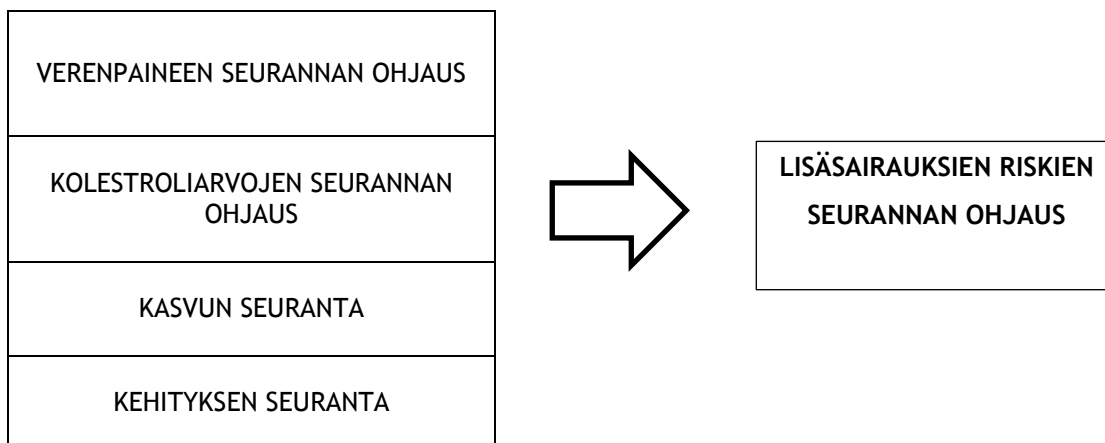 VERENPAINEEN SEURANNAN OHJAUS
KOLESTROLIARVOJEN SEURANNAN
OHJAUS
KASVUN SEURANTA
KEHITYKSEN SEURANTA
LISÄSAIRAUKSIEN RISKIEN
SEURANNAN OHJAUS